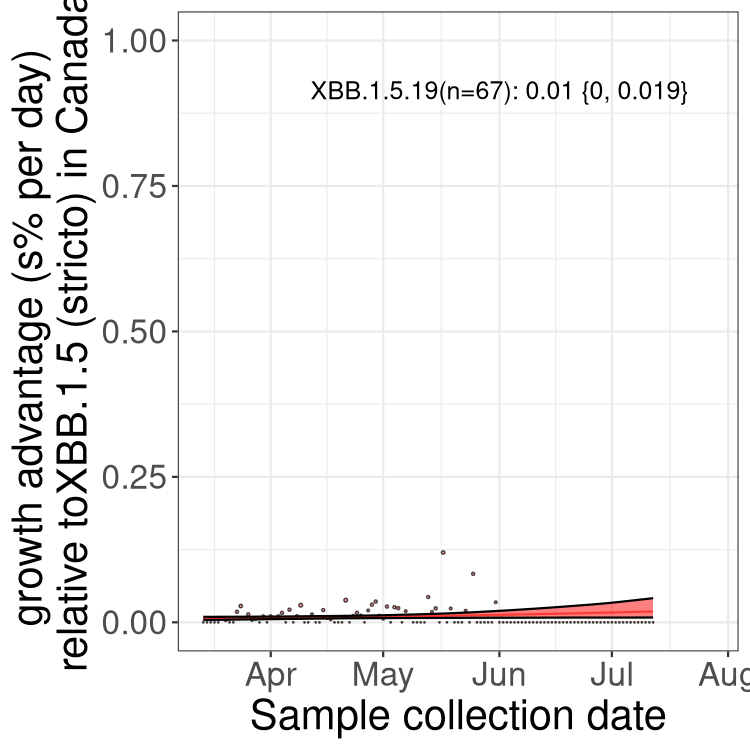 growth advantage (s% per day)
relative toXBB.1.5 (stricto) in Canada
1.00
0.75
0.50
0.25
0.00
XBB.1.5.19(n=67): 0.01 {0, 0.019}
Apr
May
Jun
Jul
Aug
Sample collection date